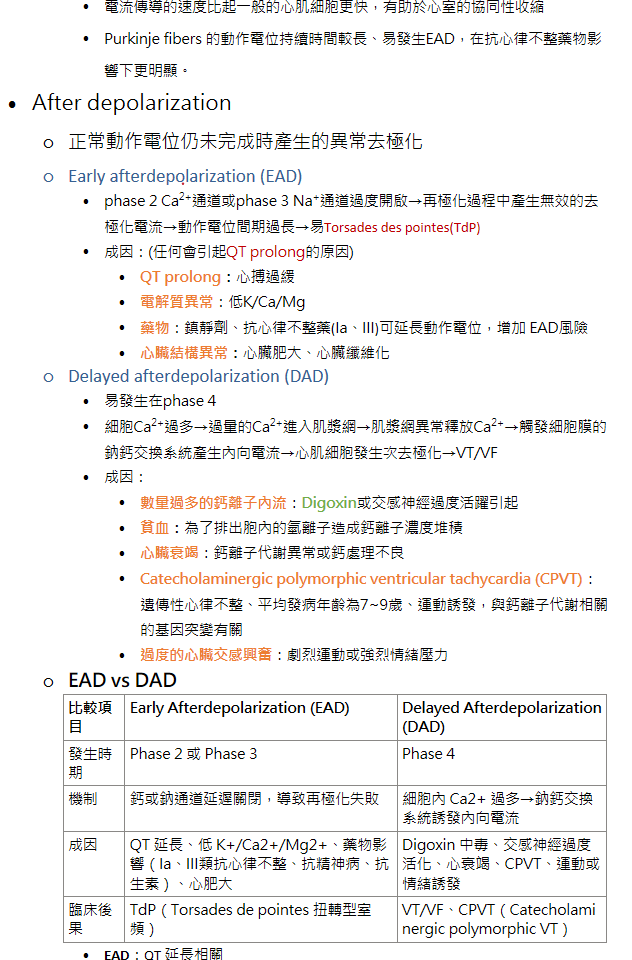 電流傳導的速度比起一般的心肌細胞更快，有助於心室的協同性收縮
Purkinje fibers 的動作電位持續時間較長、易發生EAD，在抗心律不整藥物影
響下更明顯。
After depolarization
正常動作電位仍未完成時產生的異常去極化
Early afterdepolarization (EAD)
phase 2 Ca2+通道或phase 3 Na+通道過度開啟→再極化過程中產生無效的去
極化電流→動作電位間期過長→易Torsades des pointes(TdP)
成因：(任何會引起QT prolong的原因)
QT prolong：心搏過緩
電解質異常：低K/Ca/Mg
藥物：鎮靜劑、抗心律不整藥(Ia、III)可延長動作電位，增加 EAD風險
心臟結構異常：心臟肥大、心臟纖維化
Delayed afterdepolarization (DAD)
易發生在phase 4
細胞Ca2+過多→過量的Ca2+進入肌漿網→肌漿網異常釋放Ca2+→觸發細胞膜的
鈉鈣交換系統產生內向電流→心肌細胞發生次去極化→VT/VF
成因：
數量過多的鈣離子內流：Digoxin或交感神經過度活躍引起
貧血：為了排出胞內的氫離子造成鈣離子濃度堆積
心臟衰竭：鈣離子代謝異常或鈣處理不良
Catecholaminergic polymorphic ventricular tachycardia (CPVT)：
遺傳性心律不整、平均發病年齡為7~9歲、運動誘發，與鈣離子代謝相關
的基因突變有關
過度的心臟交感興奮：劇烈運動或強烈情緒壓力
EAD vs DAD
比較項目 Early Afterdepolarization (EAD) Delayed Afterdepolarization (DAD)
發生時期 Phase 2 或 Phase 3 Phase 4
機制 鈣或鈉通道延遲關閉，導致再極化失敗 細胞內 Ca2+ 過多→鈉鈣交換系統誘發內向電流
成因 QT 延長、低 K+/Ca2+/Mg2+、藥物影響（Ia、III類抗心律不整、抗精神病、抗生素）、心肥大 Digoxin 中毒、交感神經過度活化、心衰竭、CPVT、運動或情緒誘發
臨床後果 TdP（Torsades de pointes 扭轉型室頻） VT/VF、CPVT（Catecholaminergic polymorphic VT）
EAD：QT 延長相關